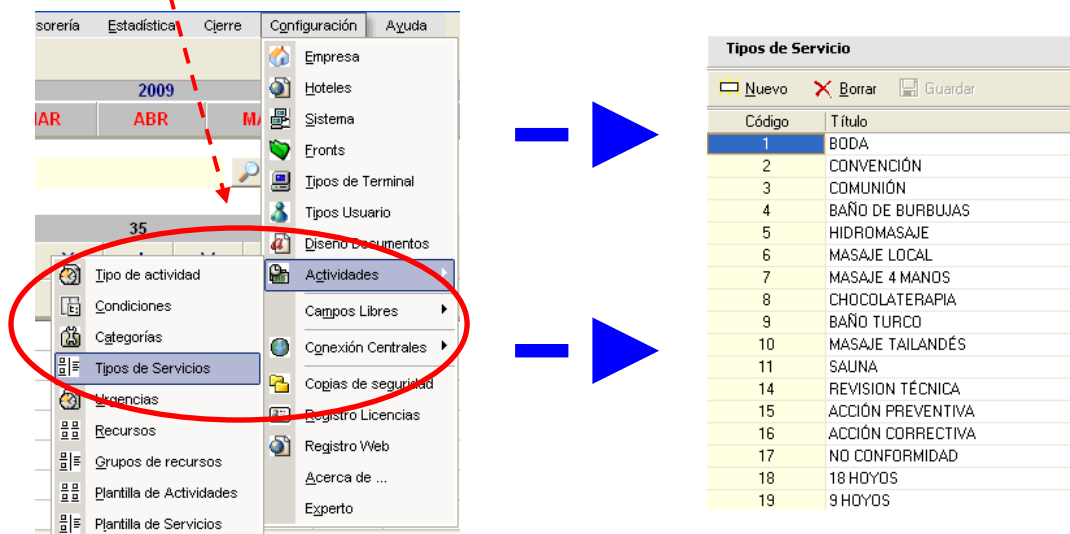 sorería Estadística Cierre Configuración Ayuda
2009
ABR
35
Empresa
Hoteles
Sistema
Fronts
Tipos de Terminal
Tipos Usuario
Diseño Documentos
Actividades
Campos Libres
Conexión Centrales
Copias de seguridad
Registro Licencias
Registro Web
Acerca de ...
Experto
Tipo de actividad
Condiciones
Categorías
Tipos de Servicios
Urgencias
Recursos
Grupos de recursos
Plantilla de Actividades
Plantilla de Servicios
Tipos de Servicio
Nuevo Borrar Guardar
Código Título
1 BODA
2 CONVENCIÓN
3 COMUNIÓN
4 BAÑO DE BURBUJAS
5 HIDROMASAJE
6 MASAJE LOCAL
7 MASAJE 4 MANOS
8 CHOCOLATERAPIA
9 BAÑO TURCO
10 MASAJE TAILANDÉS
11 SAUNA
14 REVISION TÉCNICA
15 ACCIÓN PREVENTIVA
16 ACCIÓN CORRECTIVA
17 NO CONFORMIDAD
18 18 HOYOS
19 9 HOYOS